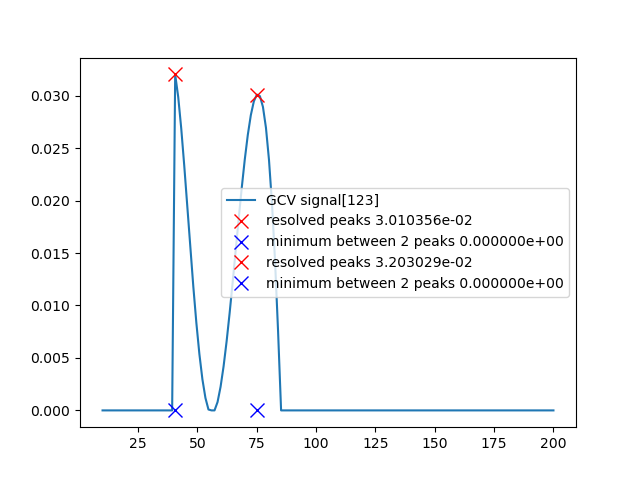 0.030
0.025
0.020
0.015
0.010
0.005
0.000
GCV signal[123]
resolved peaks 3.010356e-02
minimum between 2 peaks 0.000000e+00
resolved peaks 3.203029e-02
minimum between 2 peaks 0.000000e+00
25 50 75 100 125 150 175 200